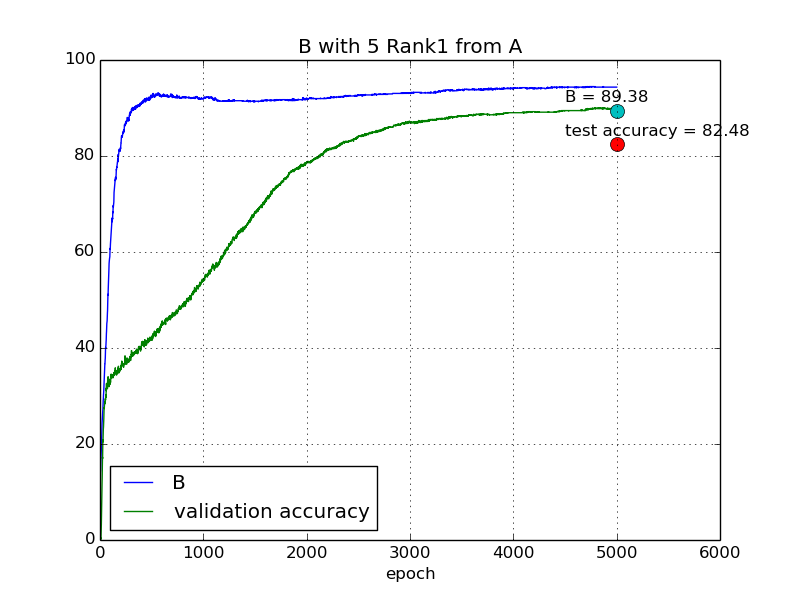 B with 5 Rank1 from A
100
80
60
40
20
0
B = 89.38
test accuracy = 82.48
B
validation accuracy
0 1000 2000 3000 4000 5000 6000
epoch